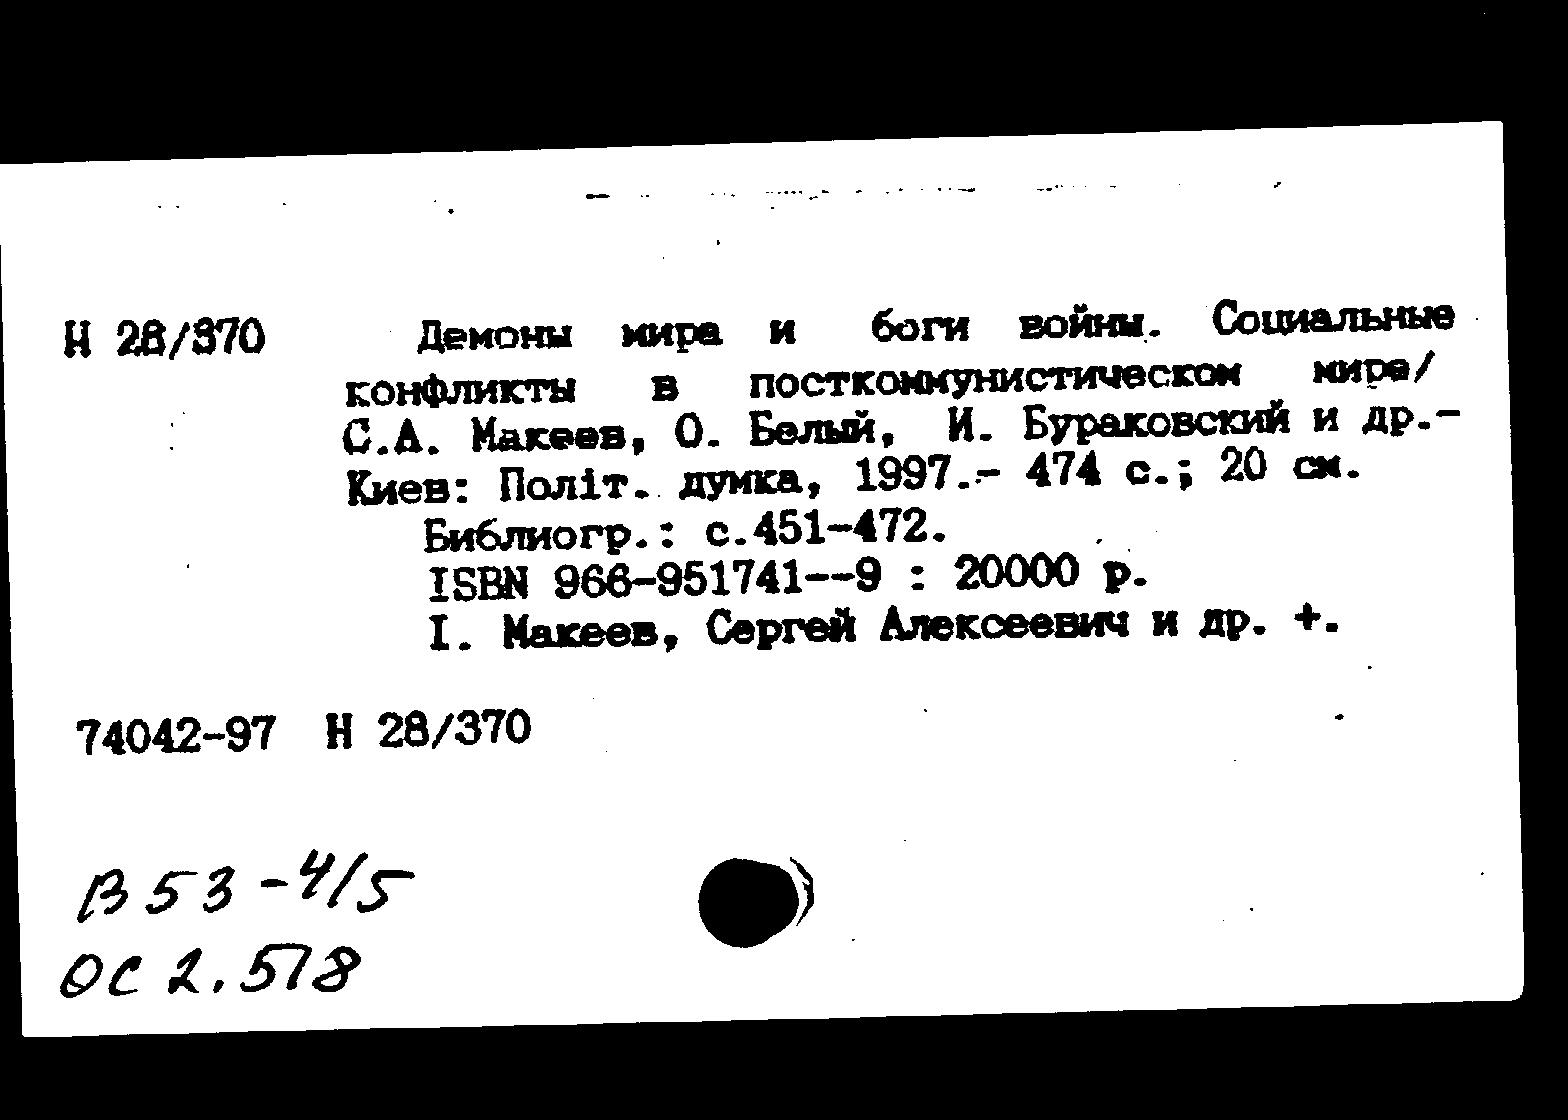 Н 28/370 Демоны мира и боги войны. Социальные
конфликты в посткоммунистическом мире/
С.А. Макеев, О. Белый, И. Бураковский и др.-
Киев: Політ. думка, 1997.- 474 с.; 20 см.
Библиогр.: с.451-472.
ISBN 966-951741--9 : 20000 р.
I. Макеев, Сергей Алексеевич и др. +.
74042-97 Н 28/370
В 53-4/5
ОС 2.578